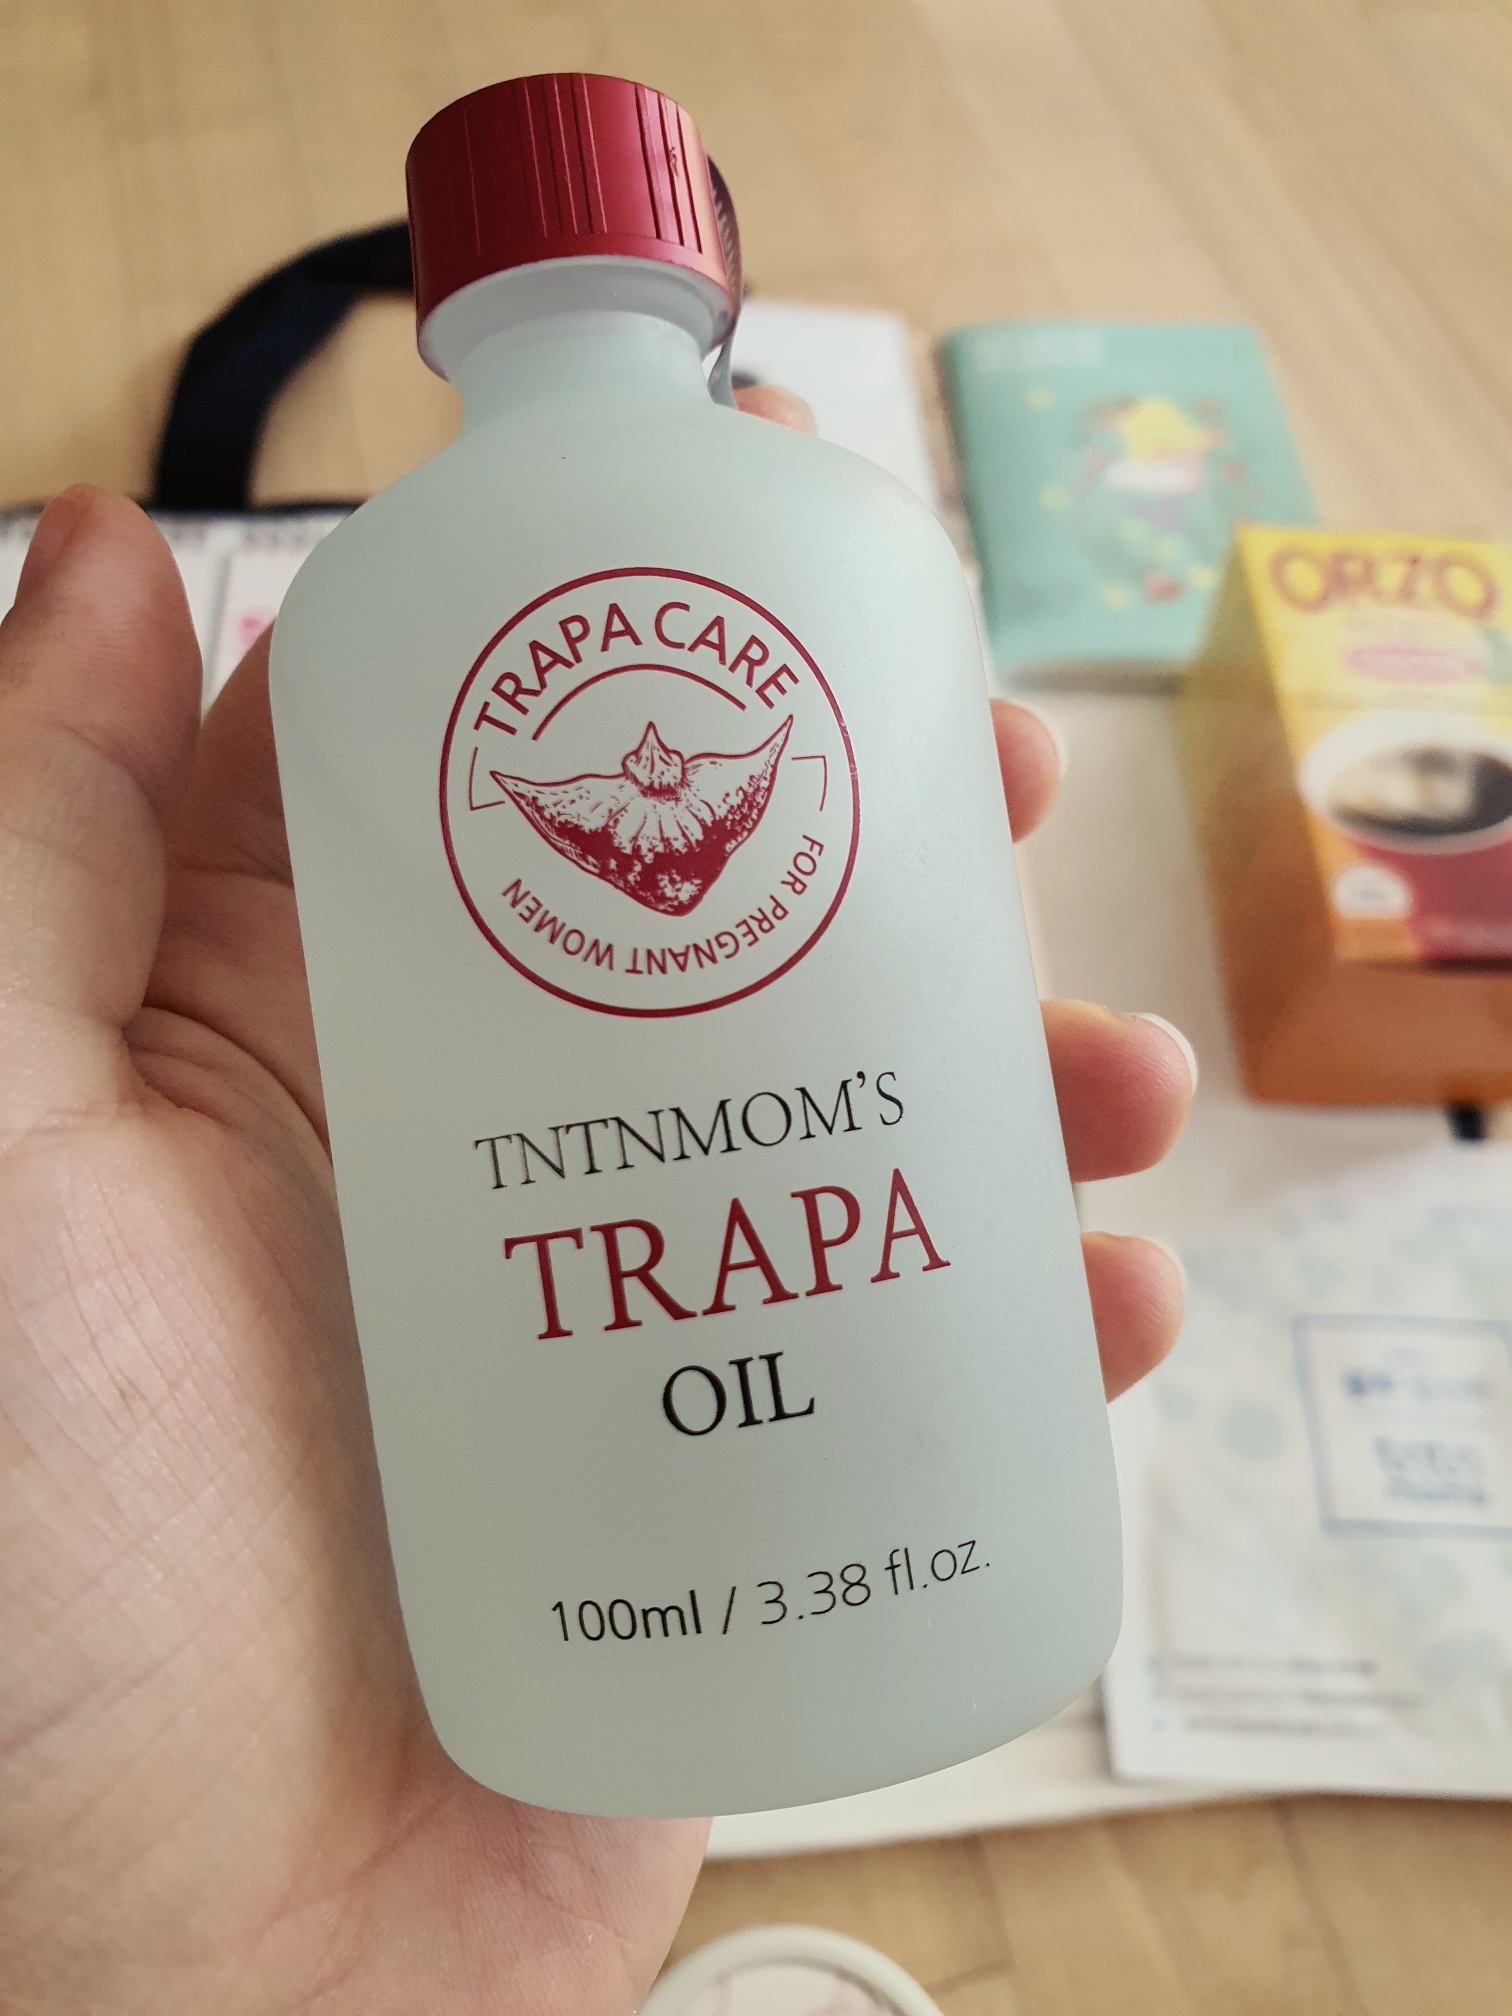 TRAPA CARE
FOR PREGNANT WOMEN
TNTNMOM'S
TRAPA
OIL
100ml / 3.38 fl.oz.
ORZO